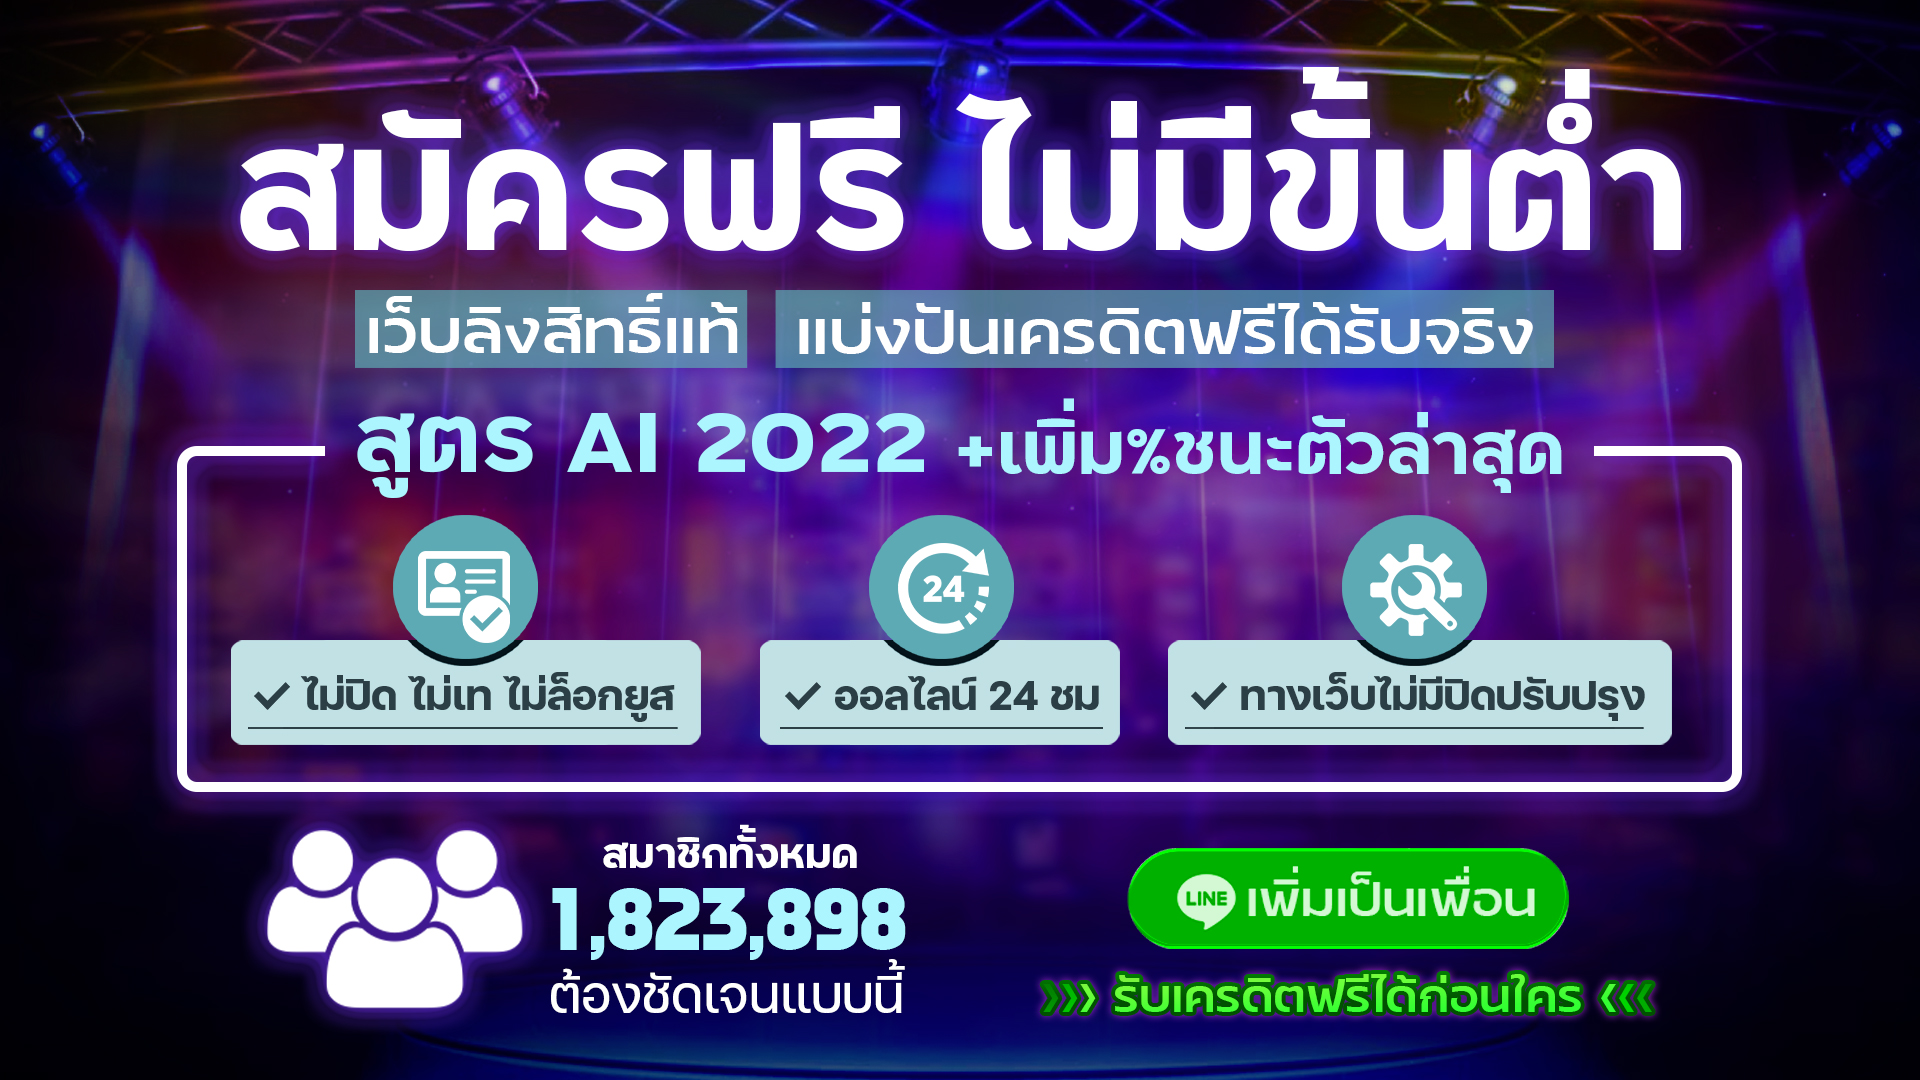 สมัครฟรี ไม่มีขั้นต่ำ
เว็บลิงสิทธิ์แท้ แบ่งปันเครดิตฟรีได้รับจริง
สูตร AI 2022 +เพิ่ม%ชนะตัวล่าสุด
24
ไม่ปิด ไม่เท ไม่ล็อกยูส
ออลไลน์ 24 ชม
ทางเว็บไม่มีปิดปรับปรุง
สมาชิกทั้งหมด
1,823,898
ต้องชัดเจนแบบนี้
LINE เพิ่มเป็นเพื่อน
รับเครดิตฟรีได้ก่อนใคร